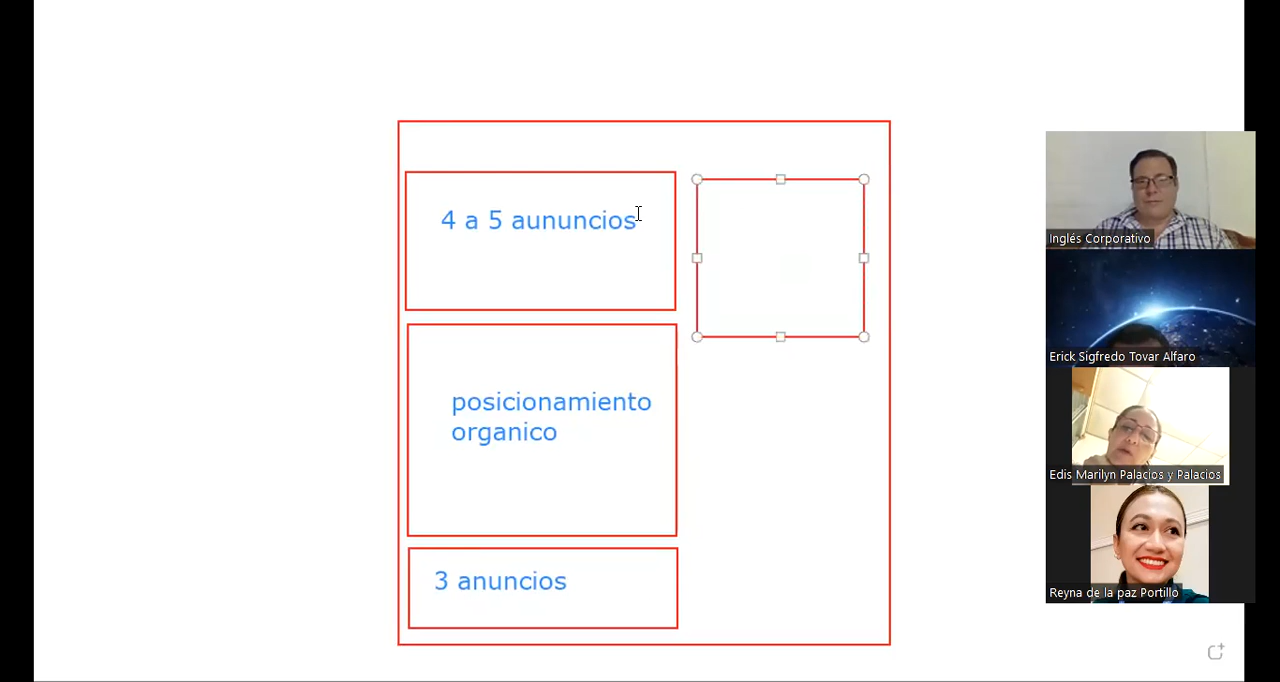 4 a 5 aununcios
posicionamiento
organico
3 anuncios
Inglés Corporativo
Erick Sigfredo Tovar Alfaro
Edis Marilyn Palacios y Palacios
Reyna de la paz Portillo